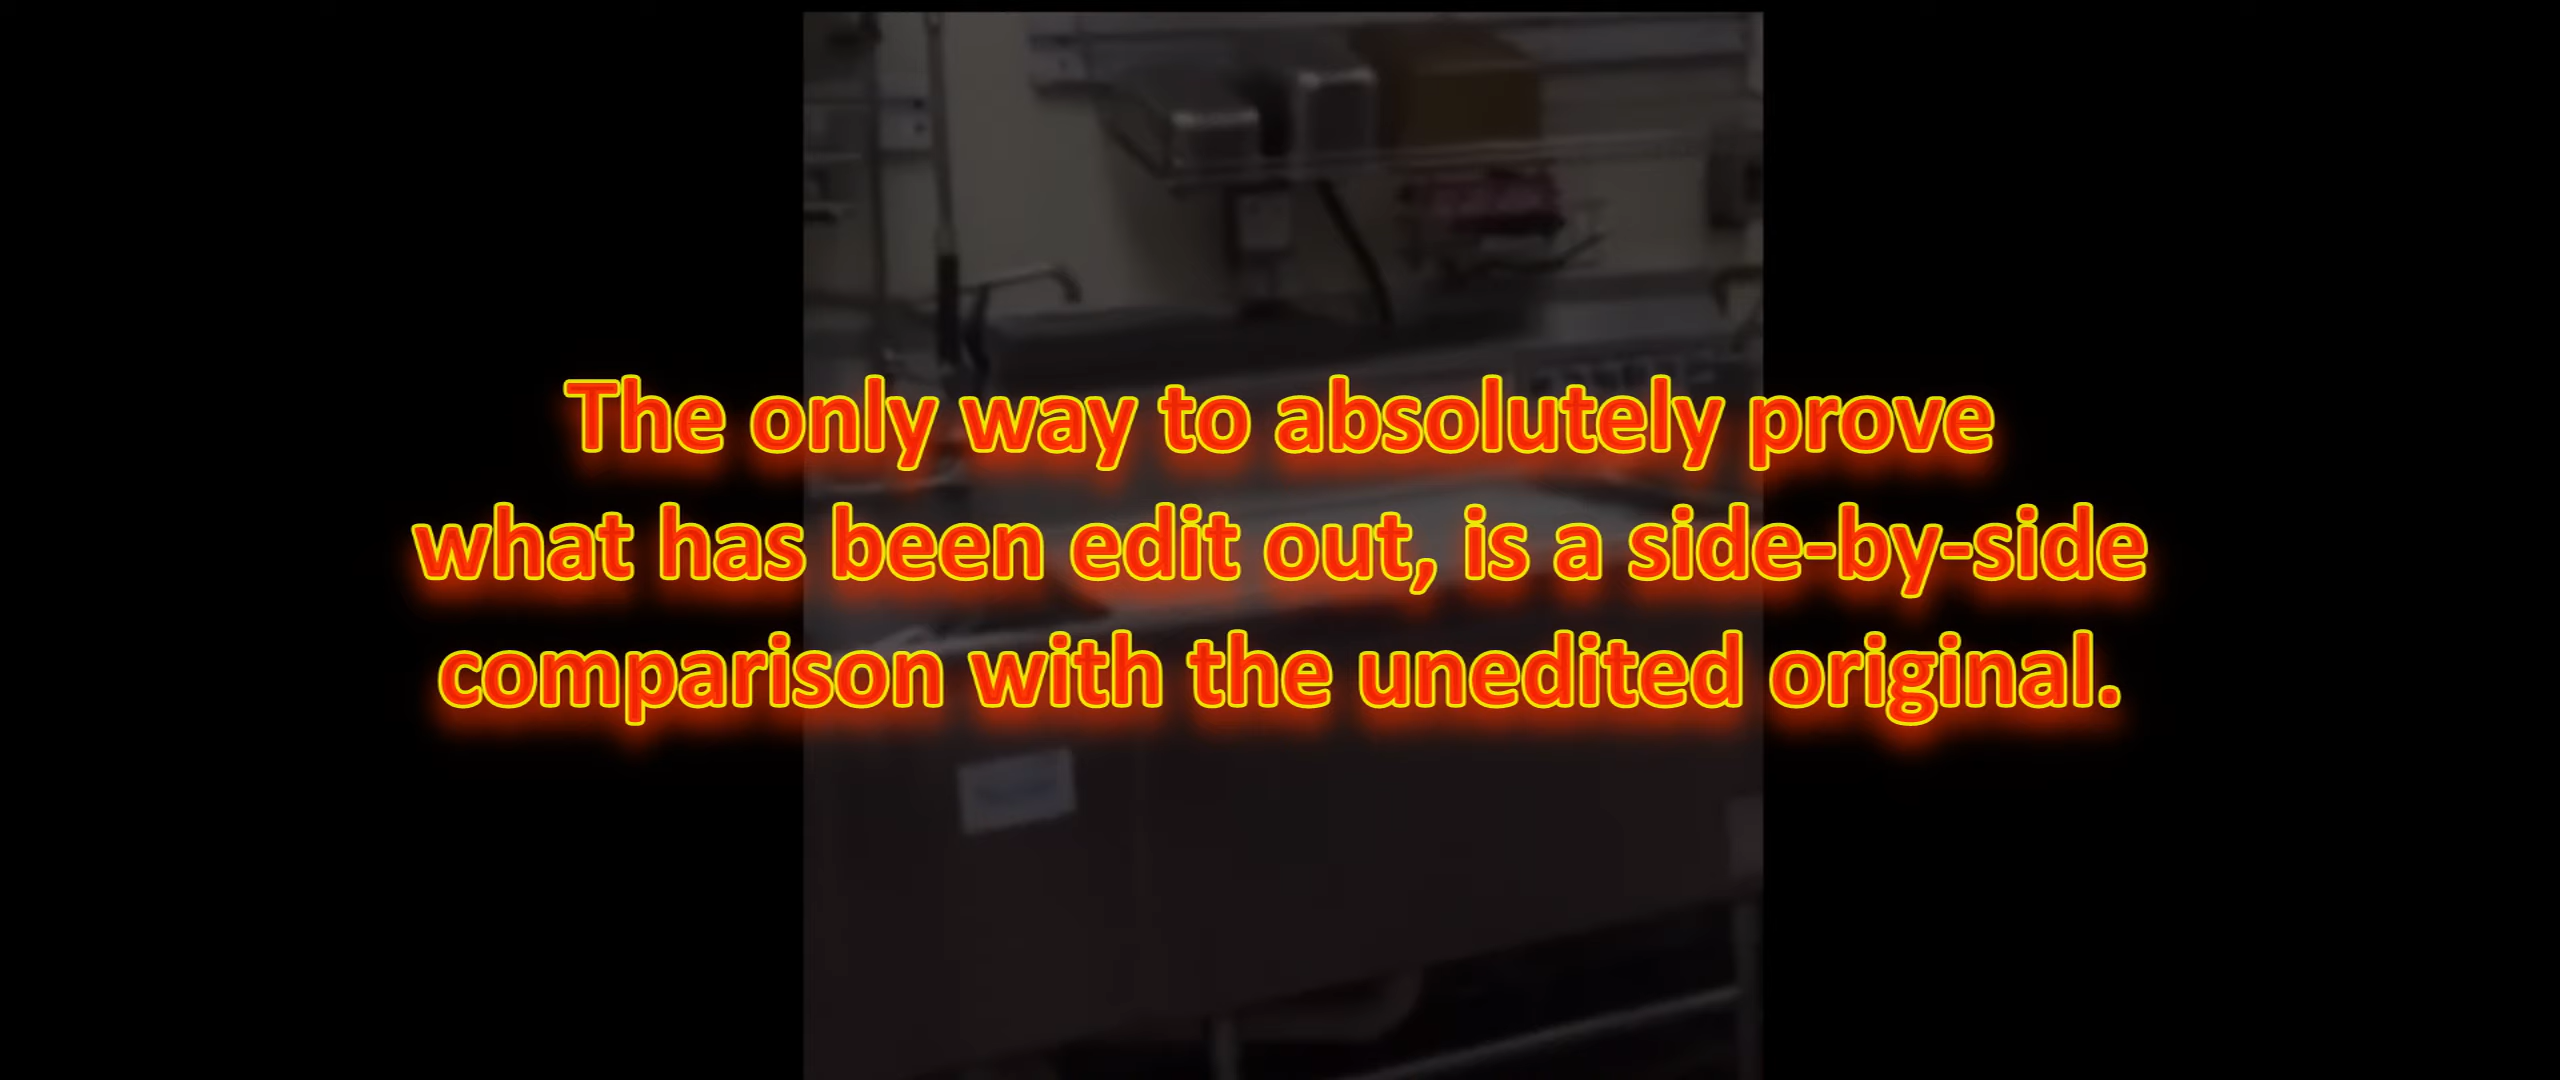 The only way to absolutely prove
what has been edit out, is a side-by-side
comparison with the unedited original.